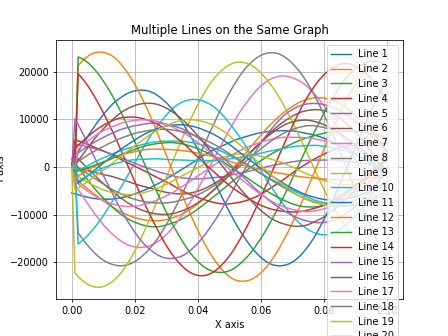 Multiple Lines on the Same Graph
20000
10000
0
−10000
−20000
0.00
0.02
0.04
0.06
X axis
Line 1
Line 2
Line 3
Line 4
Line 5
Line 6
Line 7
Line 8
Line 9
Line 10
Line 11
Line 12
Line 13
Line 14
Line 15
Line 16
Line 17
Line 18
Line 19
Line 20